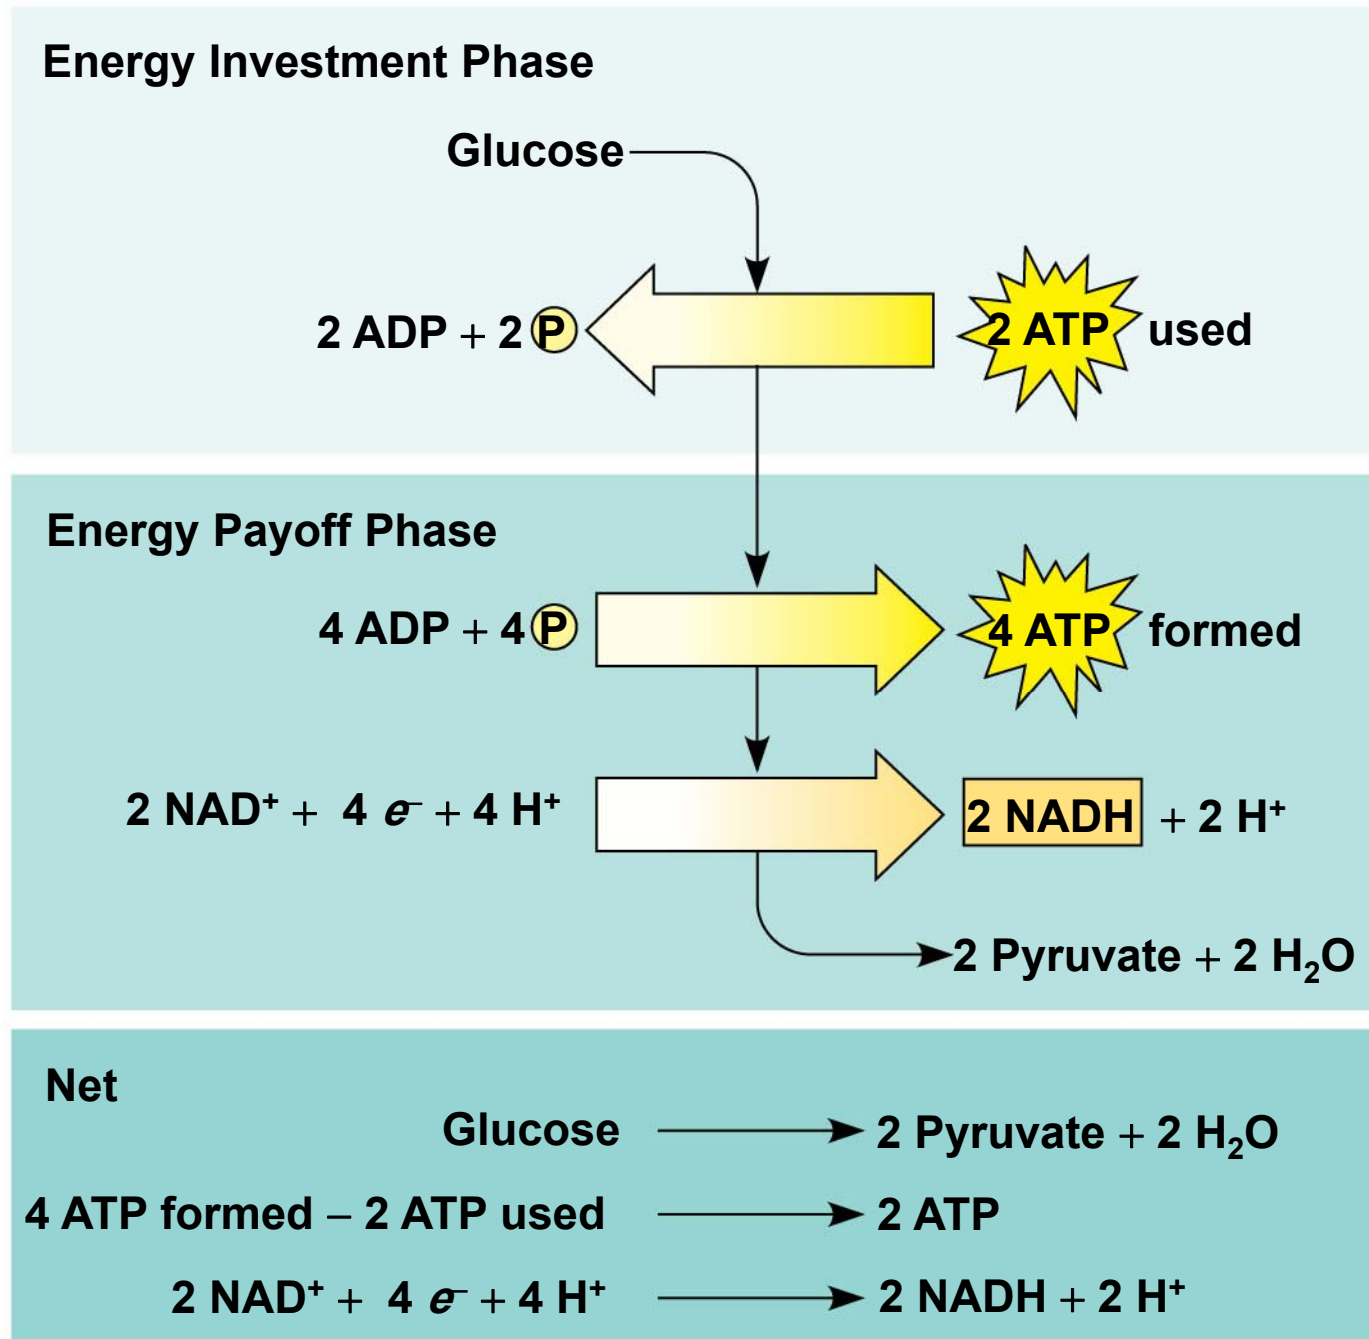 Energy Investment Phase
Glucose
2 ADP + 2 P 2 ATP used
Energy Payoff Phase
4 ADP + 4 P 4 ATP formed
2 NAD⁺ + 4 e⁻ + 4 H⁺ 2 NADH + 2 H⁺
2 Pyruvate + 2 H₂O
Net
Glucose 2 Pyruvate + 2 H₂O
4 ATP formed – 2 ATP used 2 ATP
2 NAD⁺ + 4 e⁻ + 4 H⁺ 2 NADH + 2 H⁺